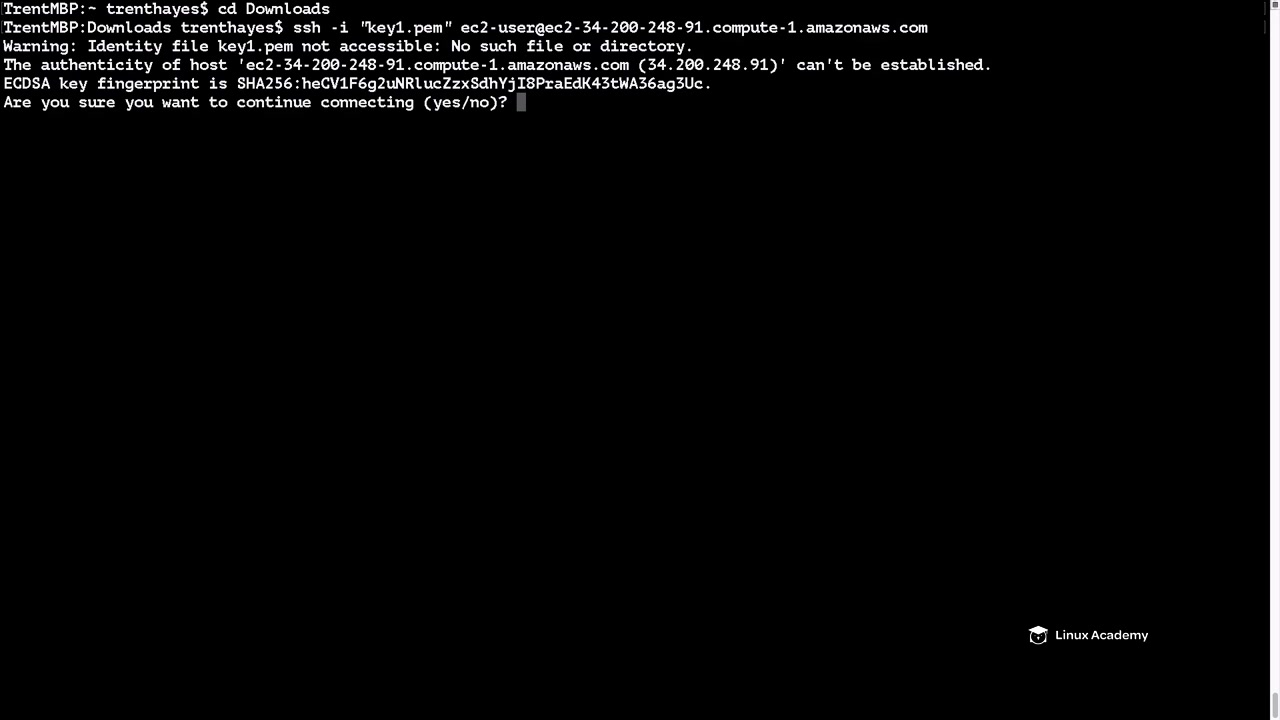 TrentMBP:~ trenthayes$ cd Downloads
TrentMBP:Downloads trenthayes$ ssh -i "key1.pem" ec2-user@ec2-34-200-248-91.compute-1.amazonaws.com
Warning: Identity file key1.pem not accessible: No such file or directory.
The authenticity of host 'ec2-34-200-248-91.compute-1.amazonaws.com (34.200.248.91)' can't be established.
ECDSA key fingerprint is SHA256:heCV1F6g2uNRlucZzxSdhYjI8PraEdK43tWA36ag3Uc.
Are you sure you want to continue connecting (yes/no)?
Linux Academy